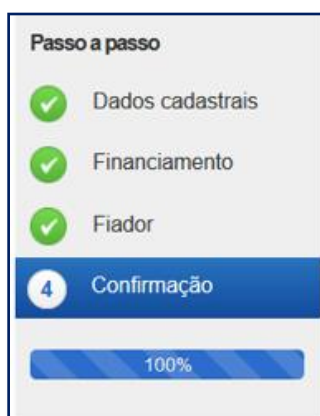 Passo a passo
Dados cadastrais
Financiamento
Fiador
4 Confirmação
100%